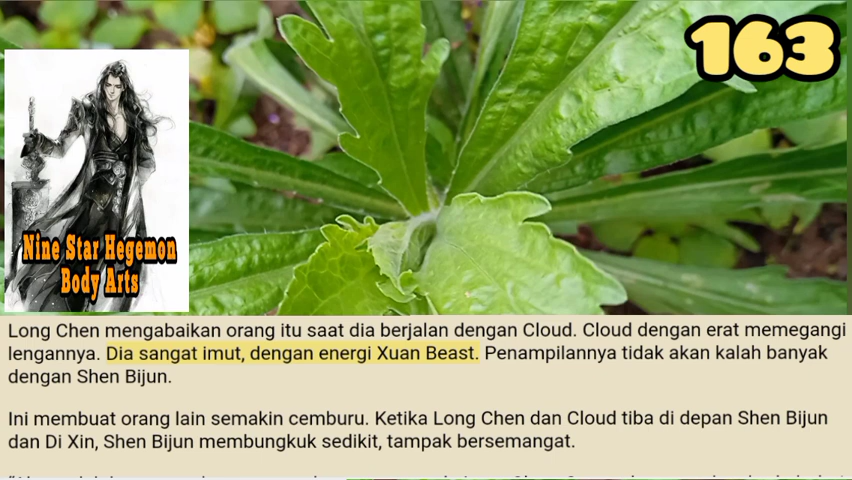 163
Nine Star Hegemon
Body Arts
Long Chen mengabaikan orang itu saat dia berjalan dengan Cloud. Cloud dengan erat memegangi
lengannya. Dia sangat imut, dengan energi Xuan Beast. Penampilannya tidak akan kalah banyak
dengan Shen Bijun.
Ini membuat orang lain semakin cemburu. Ketika Long Chen dan Cloud tiba di depan Shen Bijun
dan Di Xin, Shen Bijun membungkuk sedikit, tampak bersemangat.